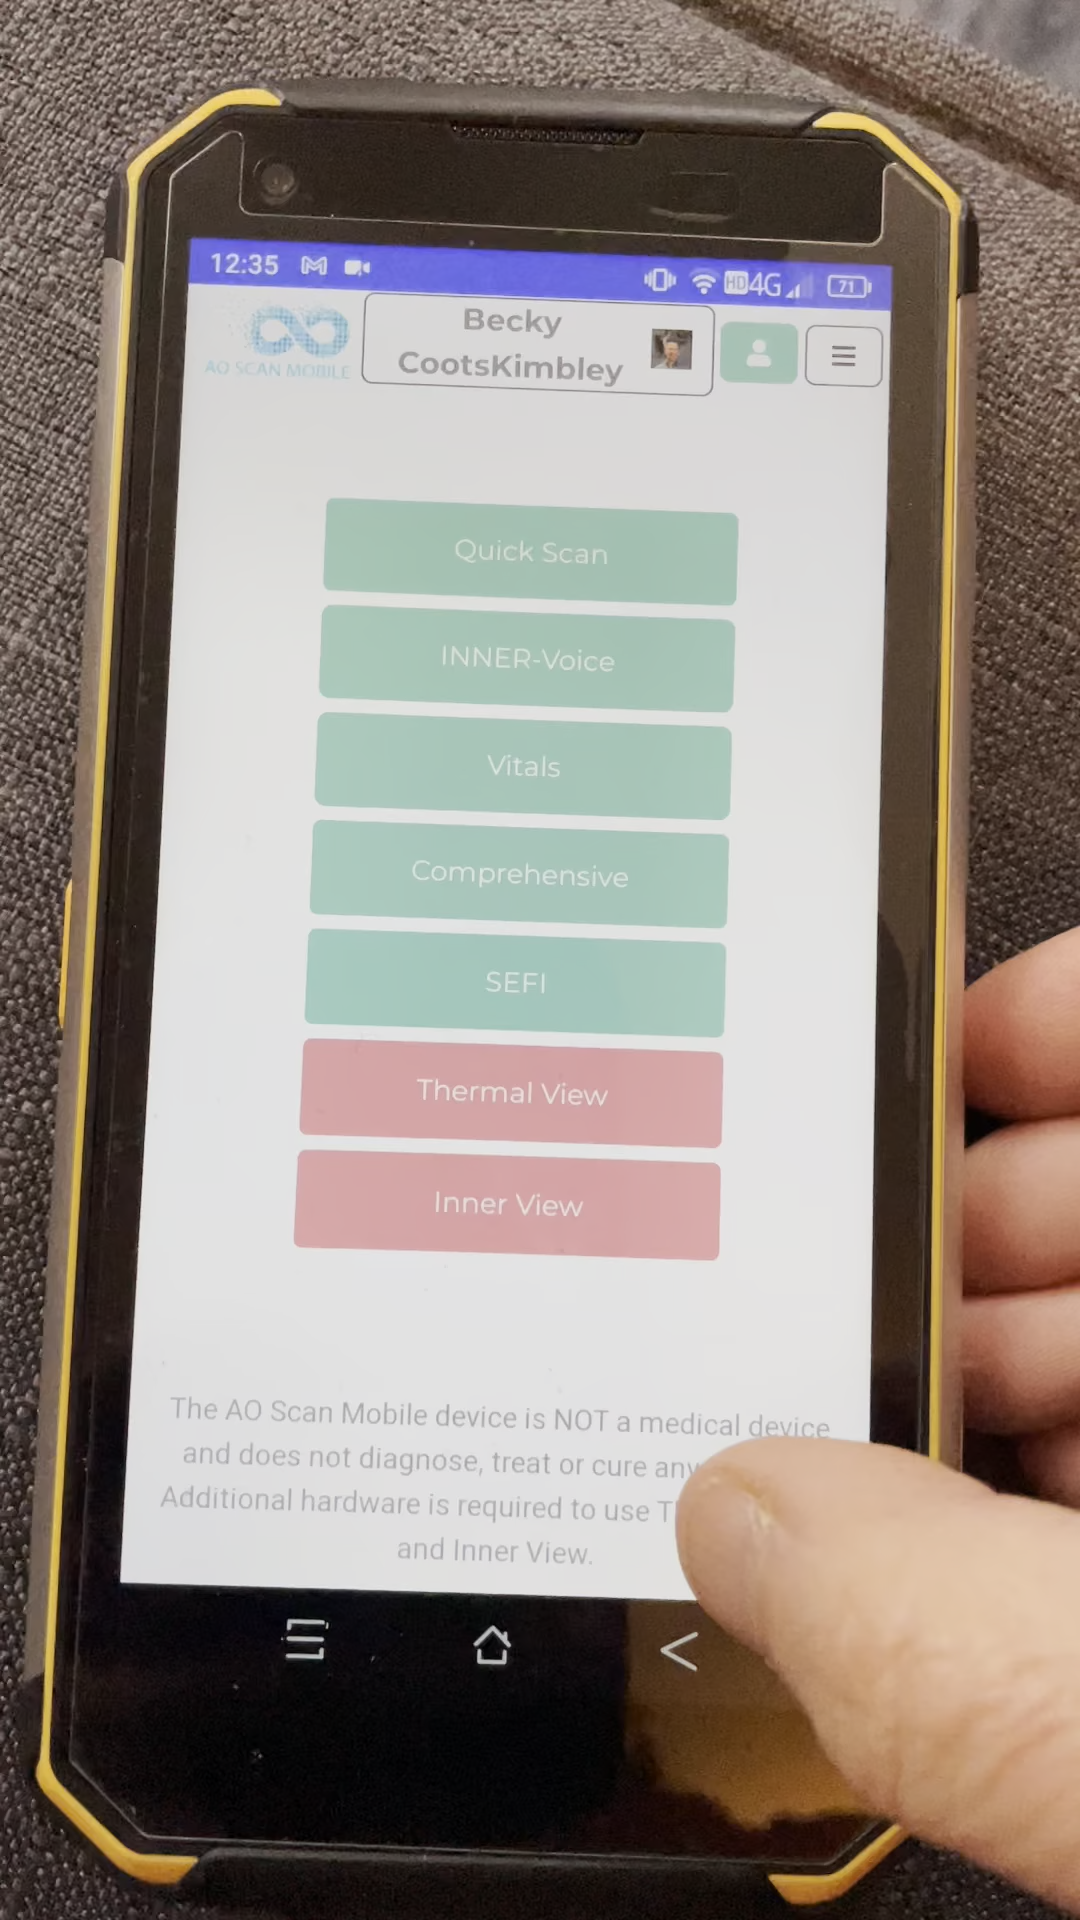 12:35 HD 4G 71
AO SCAN MOBILE
Becky
CootsKimbley
Quick Scan
INNER-Voice
Vitals
Comprehensive
SEFI
Thermal View
Inner View
The AO Scan Mobile device is NOT a medical device
and does not diagnose, treat or cure
Additional hardware is required to use
and Inner View.